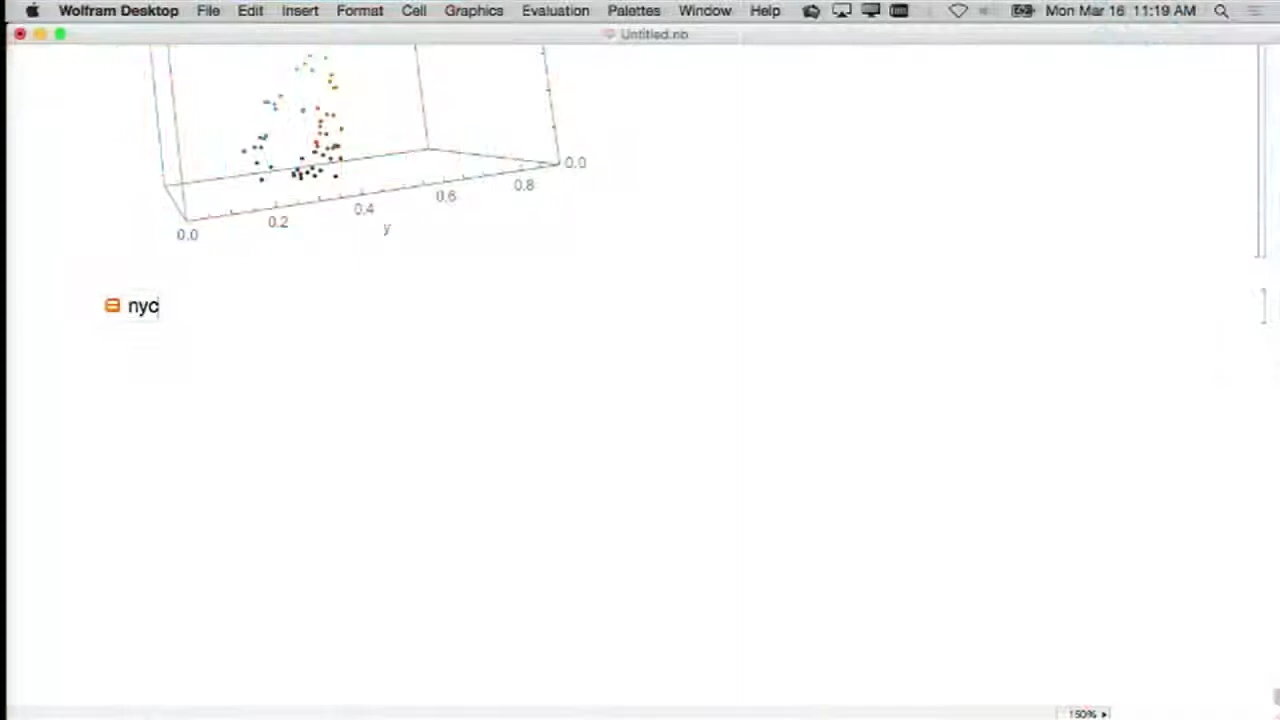 Wolfram Desktop File Edit Insert Format Cell Graphics Evaluation Palettes Window Help Mon Mar 16 11:19 AM
Untitled.nb
0.0
0.8
0.6
0.4
0.2
0.0
y
nyc
150%